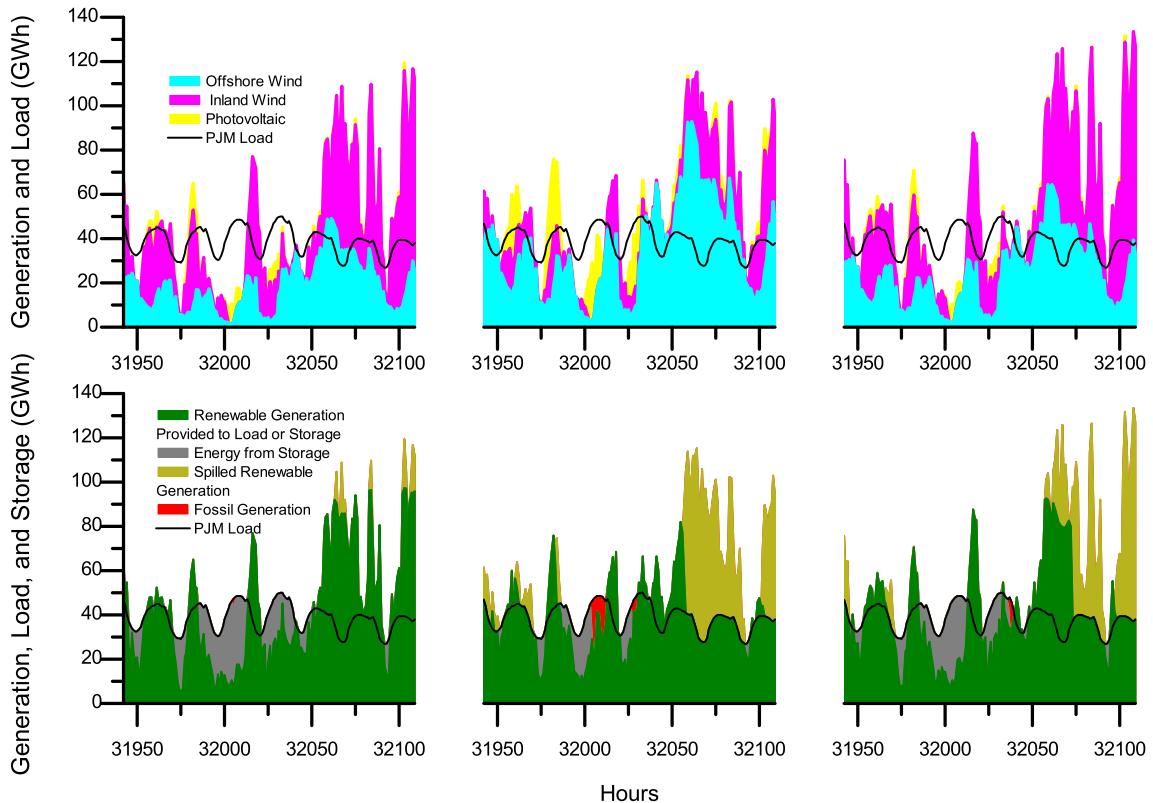 Generation and Load (GWh)
140
120
100
80
60
40
20
0
Offshore Wind
Inland Wind
Photovoltaic
PJM Load
31950 32000 32050 32100
31950 32000 32050 32100
31950 32000 32050 32100
Generation, Load, and Storage (GWh)
140
120
100
80
60
40
20
0
Renewable Generation
Provided to Load or Storage
Energy from Storage
Spilled Renewable
Generation
Fossil Generation
PJM Load
31950 32000 32050 32100
31950 32000 32050 32100
31950 32000 32050 32100
Hours